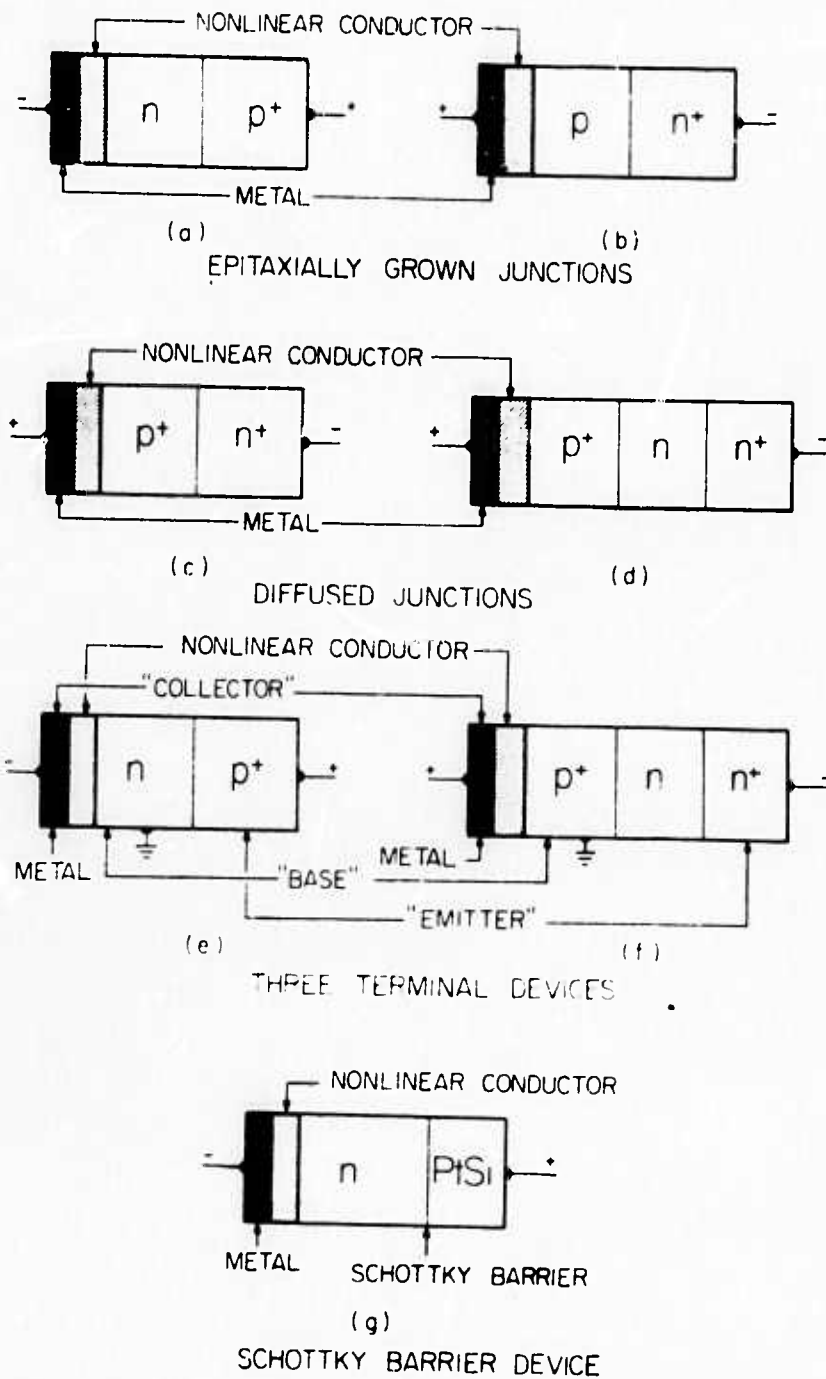 NONLINEAR CONDUCTOR
- n p+ + + p n+ -
METAL
(a) (b)
EPITAXIALLY GROWN JUNCTIONS
NONLINEAR CONDUCTOR
+ p+ n+ - + p+ n n+ -
METAL
(c) (d)
DIFFUSED JUNCTIONS
NONLINEAR CONDUCTOR
"COLLECTOR"
- n p+ + + p+ n n+ -
METAL METAL
"BASE"
"EMITTER"
(e) (f)
THREE TERMINAL DEVICES
NONLINEAR CONDUCTOR
- n PtSi +
METAL SCHOTTKY BARRIER
(g)
SCHOTTKY BARRIER DEVICE